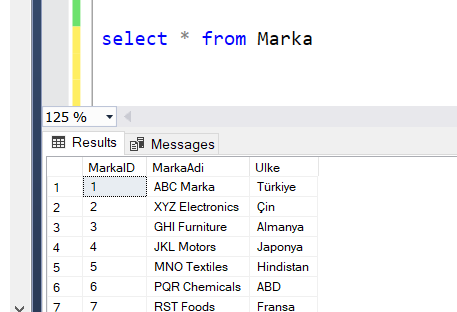 select * from Marka
125 %
Results Messages
MarkaID MarkaAdi Ulke
1 1 ABC Marka Türkiye
2 2 XYZ Electronics Çin
3 3 GHI Furniture Almanya
4 4 JKL Motors Japonya
5 5 MNO Textiles Hindistan
6 6 PQR Chemicals ABD
7 7 RST Foods Fransa